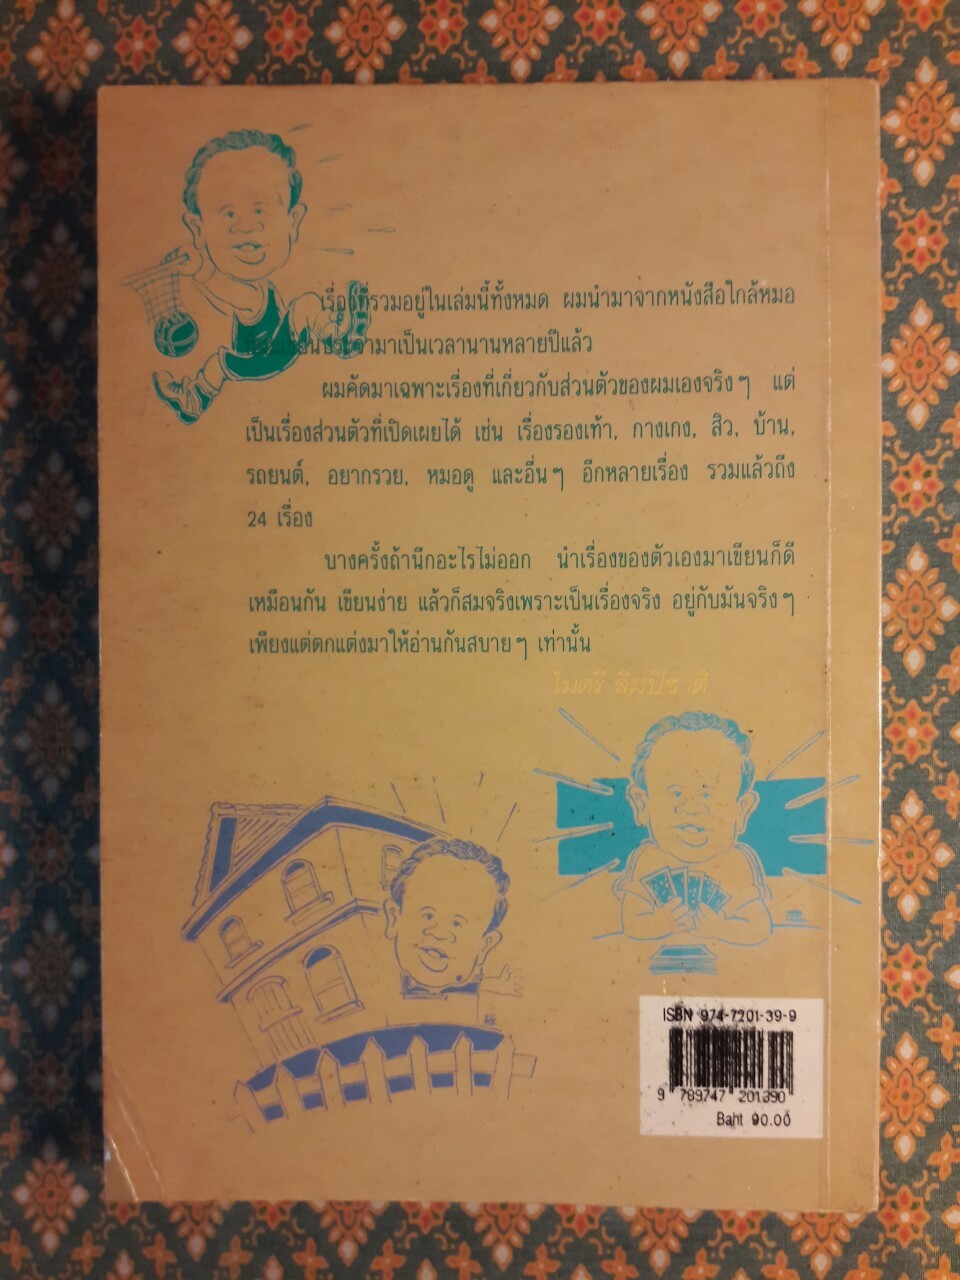 เรื่องที่รวมอยู่ในเล่มนี้ทั้งหมด ผมนำมาจากหนังสือใกล้หมอ
ที่ผมเขียนประจำมาเป็นเวลานานหลายปีแล้ว
ผมคัดมาเฉพาะเรื่องที่เกี่ยวกับส่วนตัวของผมเองจริงๆ แต่
เป็นเรื่องส่วนตัวที่เปิดเผยได้ เช่น เรื่องรองเท้า, กางเกง, สิว, บ้าน,
รถยนต์, อยากรวย, หมอดู และอื่นๆ อีกหลายเรื่อง รวมแล้วถึง
24 เรื่อง
บางครั้งถ้านึกอะไรไม่ออก นำเรื่องของตัวเองมาเขียนก็ดี
เหมือนกัน เขียนง่าย แล้วก็สมจริงเพราะเป็นเรื่องจริง อยู่กับมันจริงๆ
เพียงแต่ตกแต่งมาให้อ่านกันสบายๆ เท่านั้น
ไมตรี ลิมปิชาติ
ISBN 974-7201-39-9
9 789747 201390
Baht 90.00